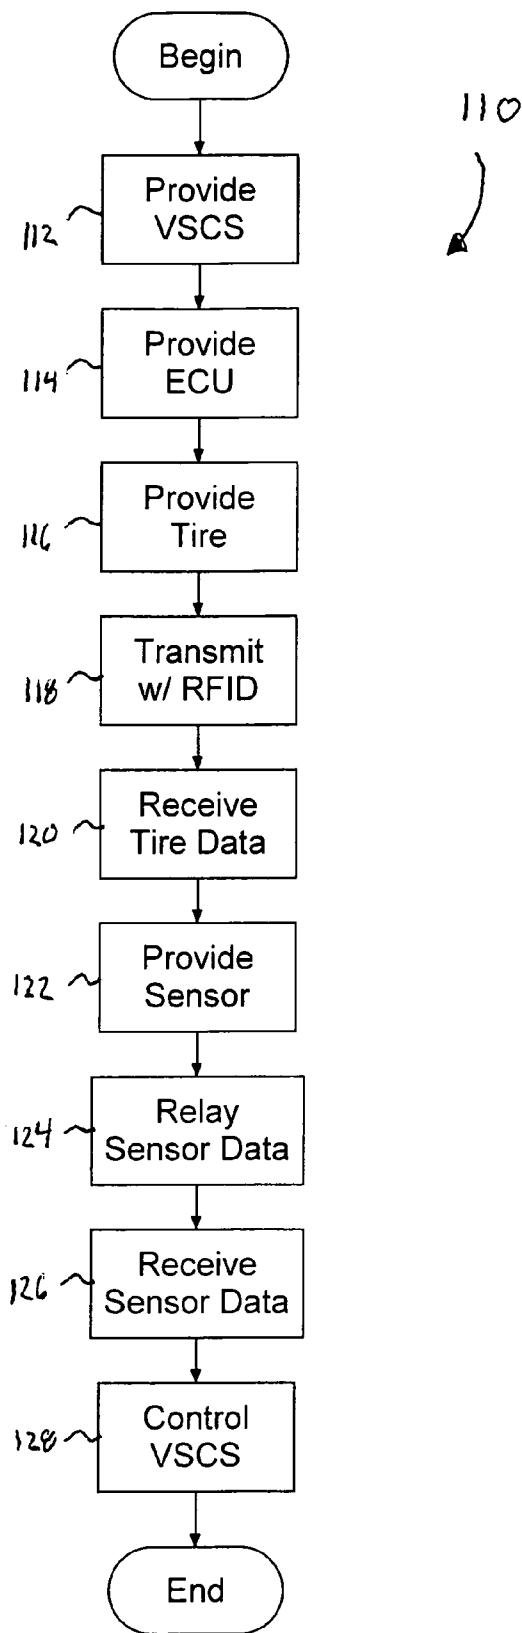 Begin
110
Provide
VSCS
112
Provide
ECU
114
Provide
Tire
116
Transmit
w/ RFID
118
Receive
Tire Data
120
Provide
Sensor
122
Relay
Sensor Data
124
Receive
Sensor Data
126
Control
VSCS
128
End